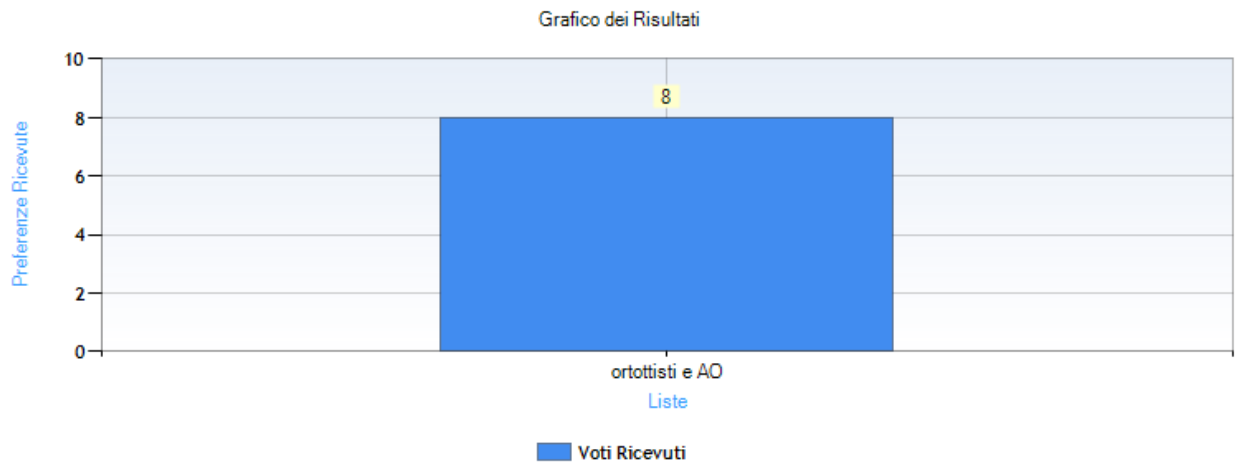 Grafico dei Risultati
Preferenze Ricevute
10
8
6
4
2
0
8
ortottisti e AO
Liste
Voti Ricevuti